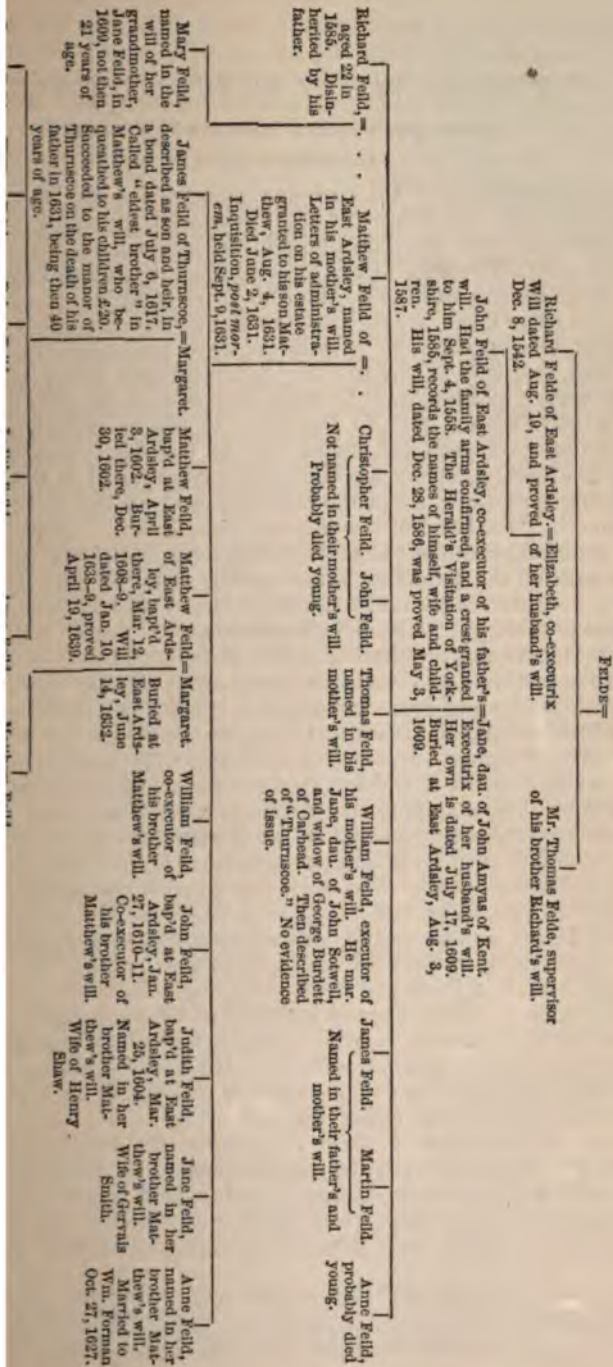 FELDE=
Richard Felde of East Ardsley.=Elizabeth, co-executrix
Will dated Aug. 19, and proved of her husband's will.
Dec. 8, 1542.
Mr. Thomas Felde, supervisor
of his brother Richard's will.
John Feild of East Ardsley, co-executor of his father's=Jane, dau. of John Amyas of Kent.
will. Had the family arms confirmed, and a crest granted Executrix of her husband's will.
to him Sept. 4, 1558. The Herald's Visitation of York- Her own is dated July 17, 1609.
shire, 1585, records the names of himself, wife and child- Buried at East Ardsley, Aug. 3,
ren. His will, dated Dec. 28, 1586, was proved May 3, 1609.
1587.
Richard Feild,=. . .
aged 22 in
1585. Disin-
herited by his
father.
Matthew Feild of =. .
East Ardsley, named
in his mother's will.
Letters of administra-
tion on his estate
granted to his son Mat-
thew, Aug. 4, 1631.
Died June 2, 1631.
Inquisition, post mor-
em, held Sept. 9, 1631.
Christopher Feild. John Feild.
Not named in their mother's will.
Probably died young.
Thomas Feild,
named in his
mother's will.
William Feild, executor of
his mother's will. He mar.
Jane, dau. of John Sotwell,
and widow of George Burdett
of Carhead. Then described
of "Thurnscoe." No evidence
of issue.
James Feild. Martin Feild.
Named in their father's and
mother's will.
Anne Feild,
probably died
young.
Mary Feild,
named in the
will of her
grandmother,
Jane Feild, in
1609, not then
21 years of
age.
James Feild of Thurnscoe,=Margaret.
described as son and heir, in
a bond dated July 6, 1617.
Called "eldest brother" in
Matthew's will, who be-
queathed to his children £20.
Succeeded to the manor of
Thurnscoe on the death of his
father in 1631, being then 40
years of age.
Matthew Feild,
bap'd at East
Ardsley, April
3, 1602. Bur-
ied there, Dec.
30, 1602.
Matthew Feild=Margaret.
of East Ards-
ley, bapt'd
there, Mar. 12,
1608-9. Will
dated Jan. 10,
1638-9, proved
April 19, 1639.
Buried at
East Ards-
ley, June
14, 1632.
William Feild,
co-executor of
his brother
Matthew's will.
John Feild,
bap'd at East
Ardsley, Jan.
27, 1610-11.
Co-executor of
his brother
Matthew's will.
Judith Feild,
bap'd at East
Ardsley, Mar.
25, 1604.
Named in her
brother Mat-
thew's will.
Wife of Henry
Shaw.
Jane Feild,
named in her
brother Mat-
thew's will.
Wife of Gervais
Smith.
Anne Feild,
named in her
brother Mat-
thew's will.
Married to
Wm. Forman
Oct. 27, 1627.